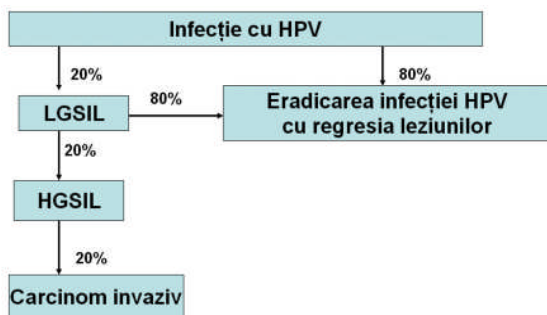 Infecție cu HPV
20%
80%
LGSIL
80%
Eradicarea infecției HPV
cu regresia leziunilor
20%
HGSIL
20%
Carcinom invaziv